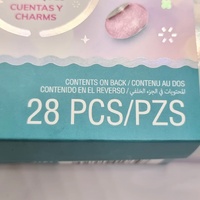 CUENTAS Y
CHARMS
CONTENTS ON BACK / CONTENU AU DOS
CONTENIDO EN EL REVERSO / المحتويات في الجزء الخلفي
28 PCS/PZS